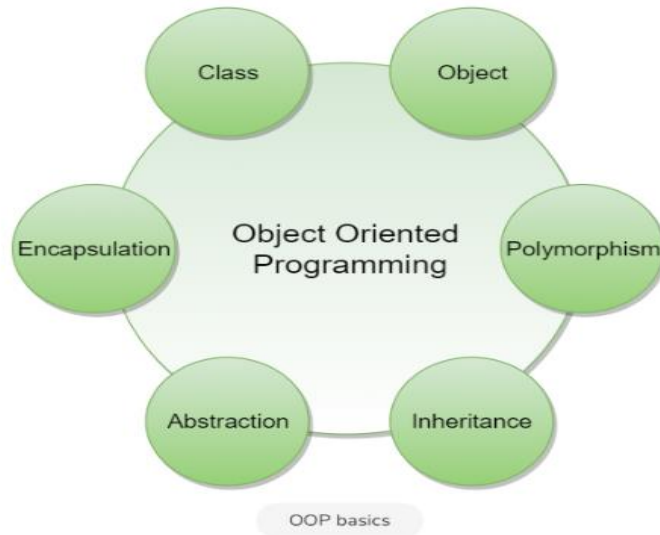 Class
Object
Encapsulation
Object Oriented
Programming
Polymorphism
Abstraction
Inheritance
OOP basics